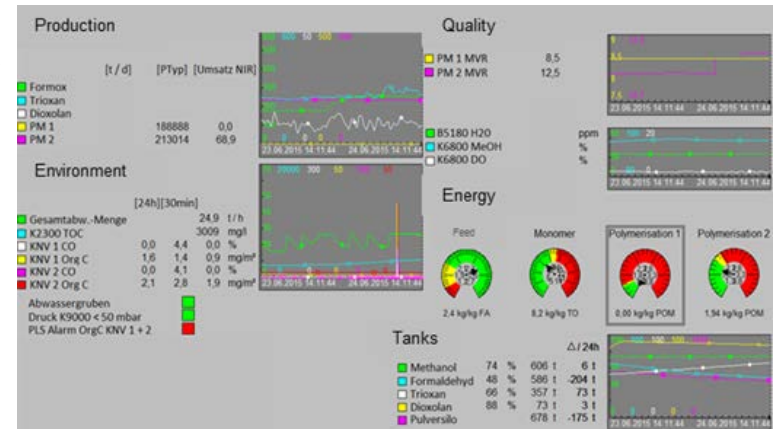 Production
[t / d] [PTyp] [Umsatz NIR]
Formox
Trioxan
Dioxolan
PM 1 188888 0,0
PM 2 213014 68,9
23.06.2015 14:11:44 24.06.2015 14:11:44
Environment
[24h] [30min]
Gesamtabw.-Menge 24,9 t/h
K2300 TOC 3009 mg/l
KNV 1 CO 0,0 4,4 0,0 %
KNV 1 Org C 1,6 1,4 0,9 mg/m³
KNV 2 CO 0,0 4,1 0,0 %
KNV 2 Org C 2,1 2,8 1,9 mg/m³
23.06.2015 14:11:44 24.06.2015 14:11:44
Abwassergruben
Druck K9000 < 50 mbar
PLS Alarm OrgC KNV 1 + 2
Quality
PM 1 MVR 8,5
PM 2 MVR 12,5
9
8,5
8
7,5
23.06.2015 14:11:44 24.06.2015 14:11:44
B5180 H2O ppm
K6800 MeOH %
K6800 DO %
23.06.2015 14:11:44 24.06.2015 14:11:44
Energy
Feed Monomer Polymerisation 1 Polymerisation 2
2,4 kg/kg FA 8,2 kg/kg TO 0,00 kg/kg POM 1,94 kg/kg POM
Tanks
Δ / 24h
Methanol 74 % 606 t 6 t
Formaldehyd 48 % 586 t -204 t
Trioxan 66 % 357 t 73 t
Dioxolan 88 % 73 t 3 t
Pulversilo 678 t -175 t
23.06.2015 14:11:44 24.06.2015 14:11:44